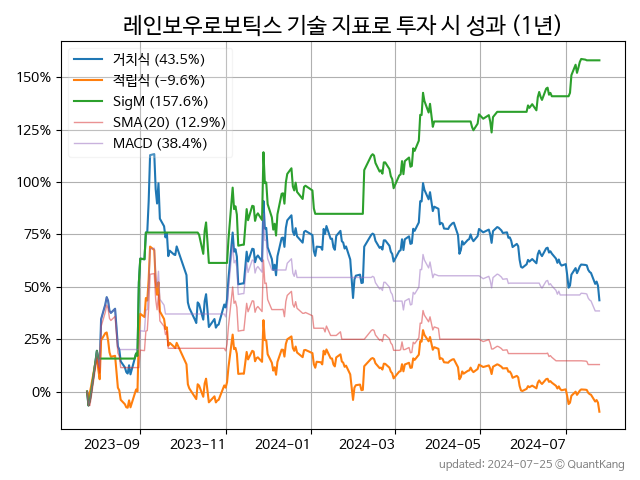 레인보우로보틱스 기술 지표로 투자 시 성과 (1년)
거치식 (43.5%)
적립식 (−9.6%)
SigM (157.6%)
SMA(20) (12.9%)
MACD (38.4%)
150%
125%
100%
75%
50%
25%
0%
2023-09 2023-11 2024-01 2024-03 2024-05 2024-07
updated: 2024-07-25 © QuantKang